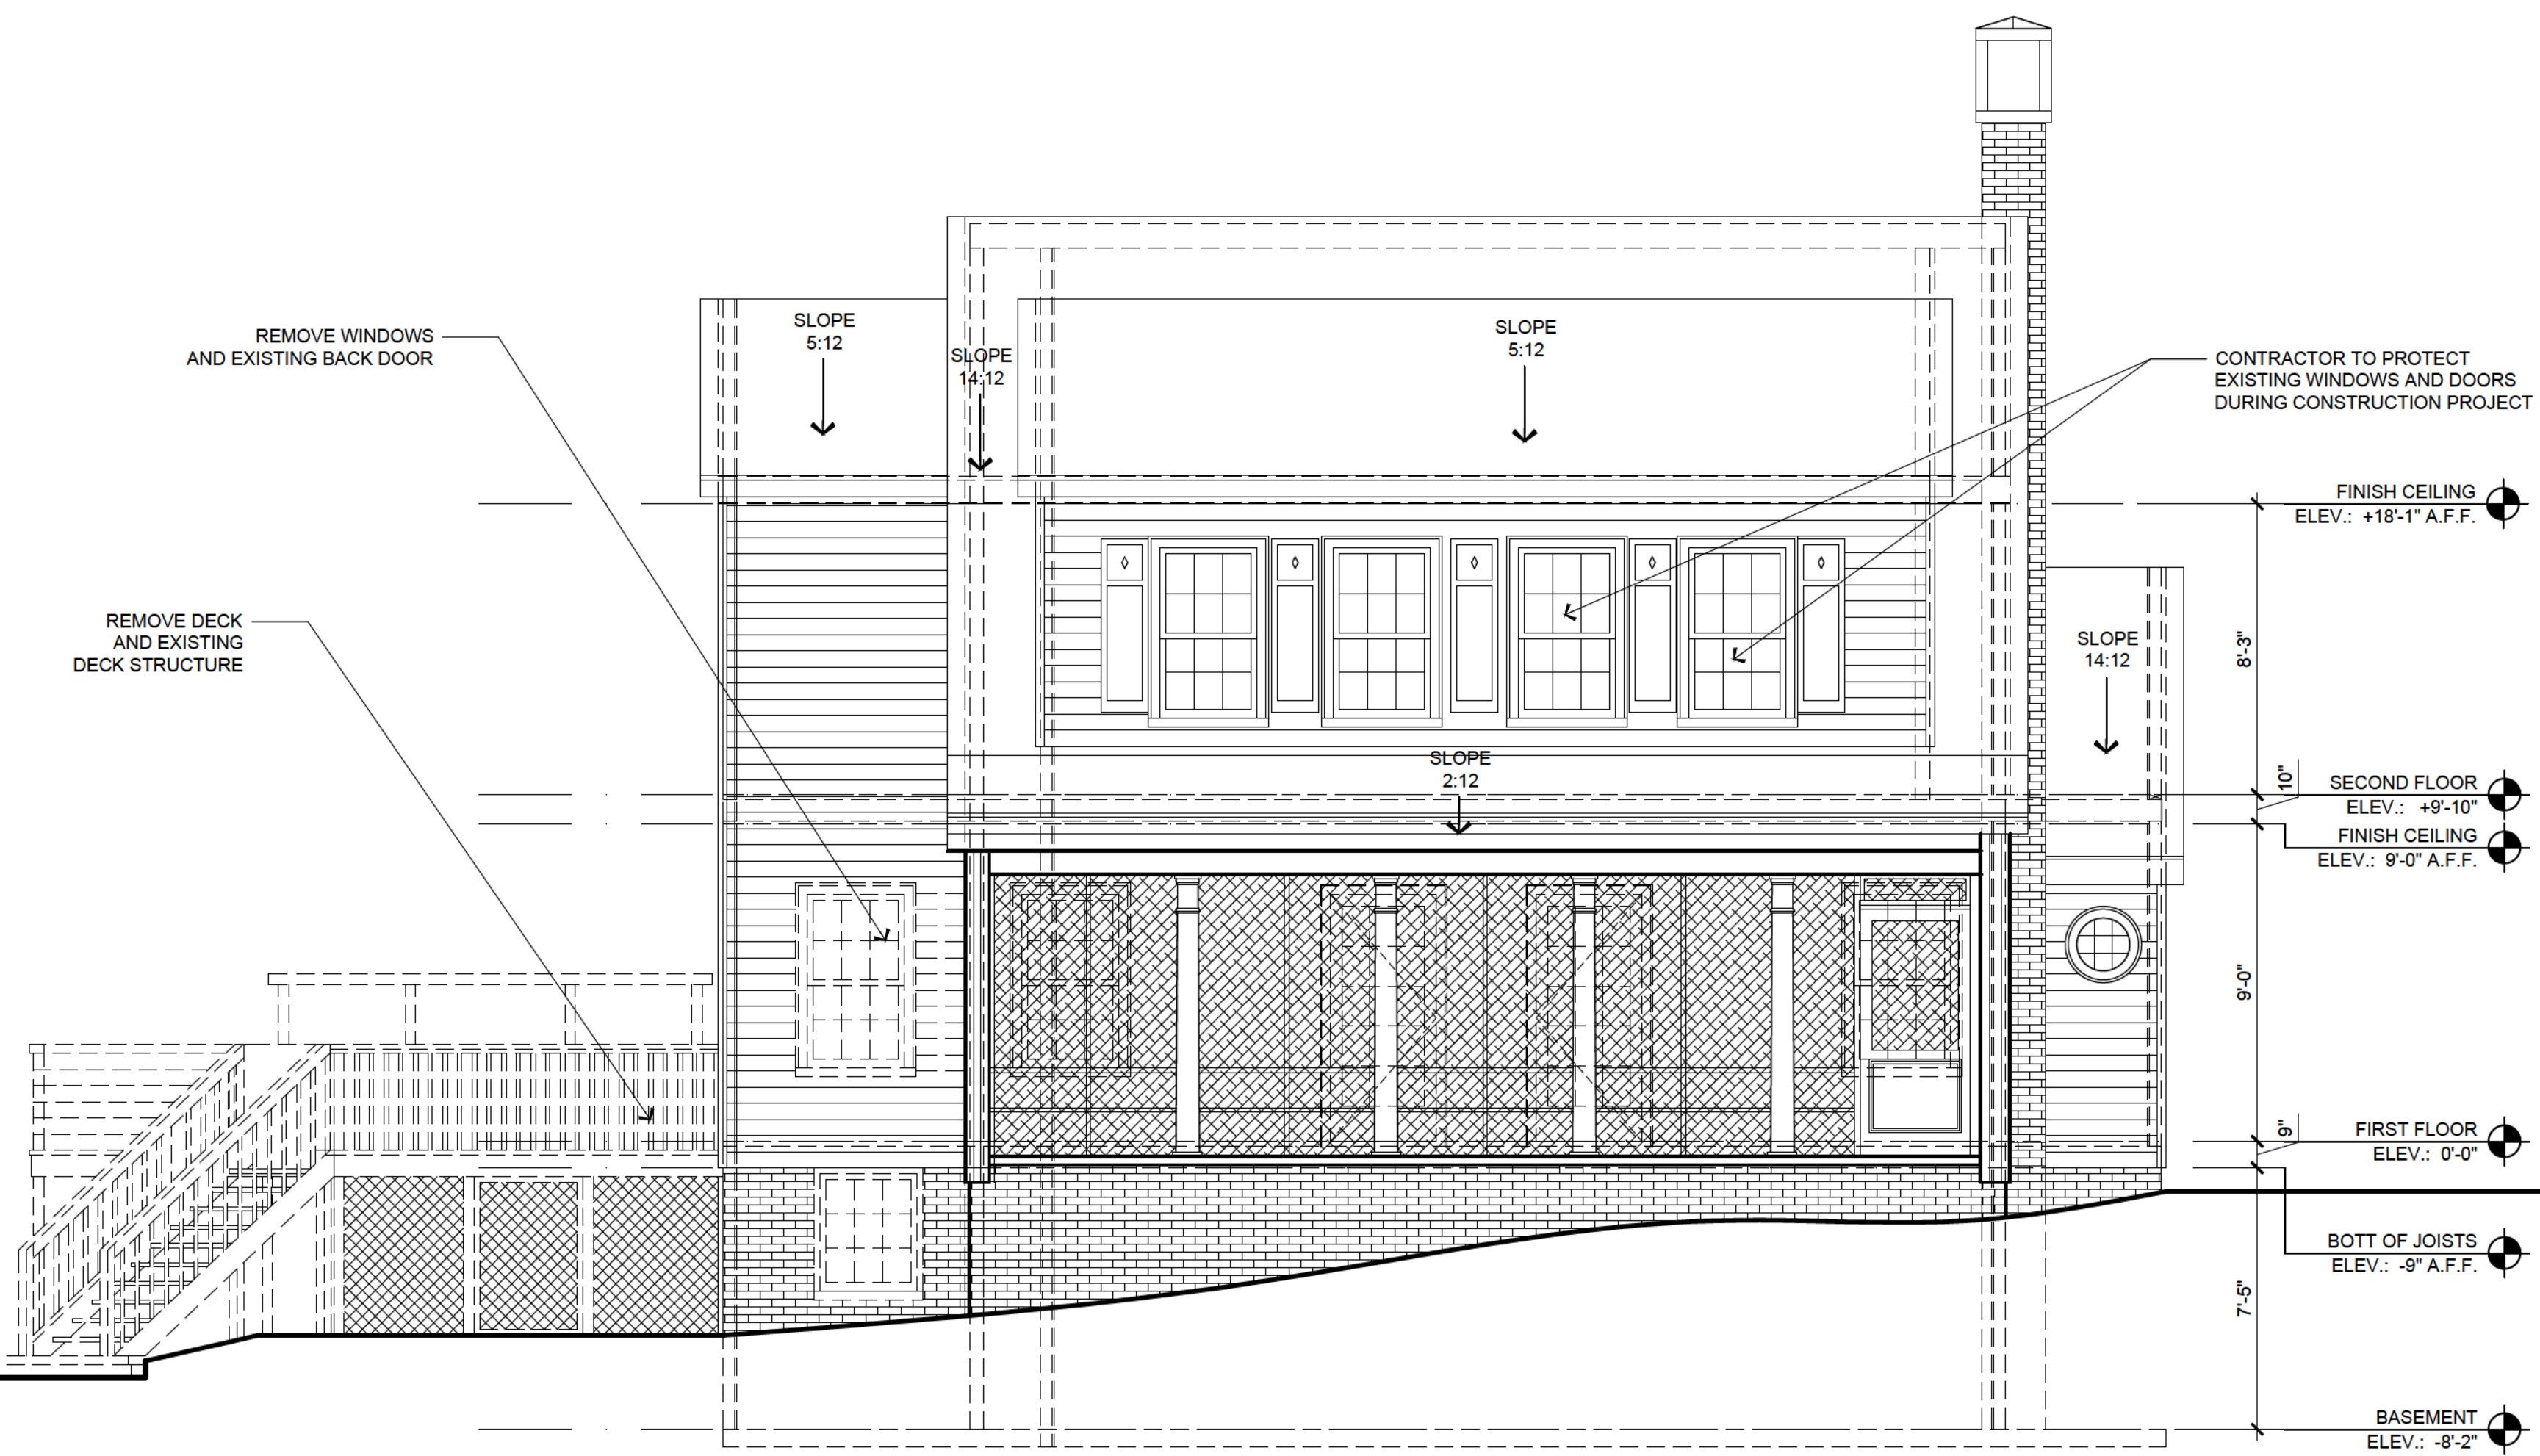 REMOVE WINDOWS
AND EXISTING BACK DOOR
REMOVE DECK
AND EXISTING
DECK STRUCTURE
SLOPE
5:12
SLOPE
14:12
SLOPE
5:12
CONTRACTOR TO PROTECT
EXISTING WINDOWS AND DOORS
DURING CONSTRUCTION PROJECT
SLOPE
14:12
SLOPE
2:12
8'-3"
10"
9'-0"
9"
7'-5"
FINISH CEILING
ELEV.: +18'-1" A.F.F.
SECOND FLOOR
ELEV.: +9'-10"
FINISH CEILING
ELEV.: 9'-0" A.F.F.
FIRST FLOOR
ELEV.: 0'-0"
BOTT OF JOISTS
ELEV.: -9" A.F.F.
BASEMENT
ELEV.: -8'-2"